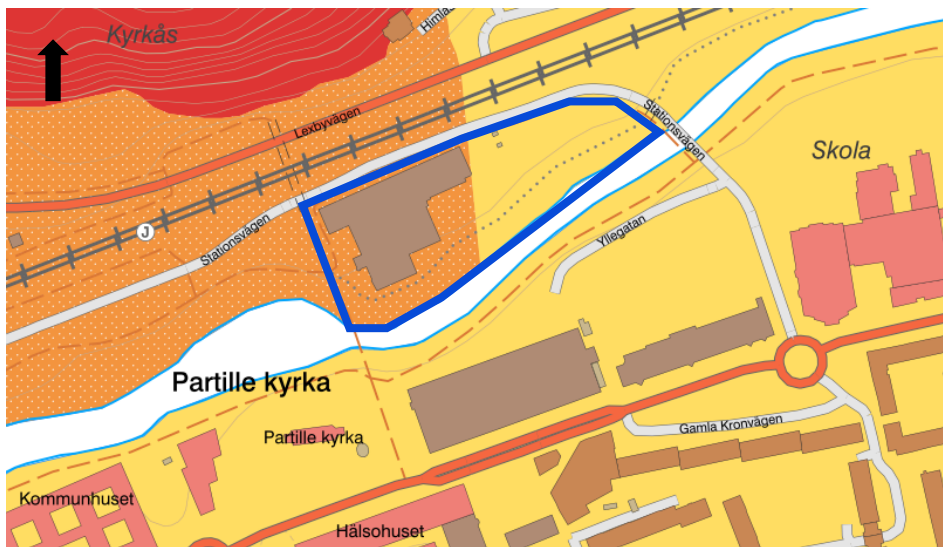 Kyrkås
Himla
Lexbyvägen
Stationsvägen
Skola
J
Stationsvägen
Yllegatan
Partille kyrka
Gamla Kronvägen
Partille kyrka
Kommunhuset
Hälsohuset